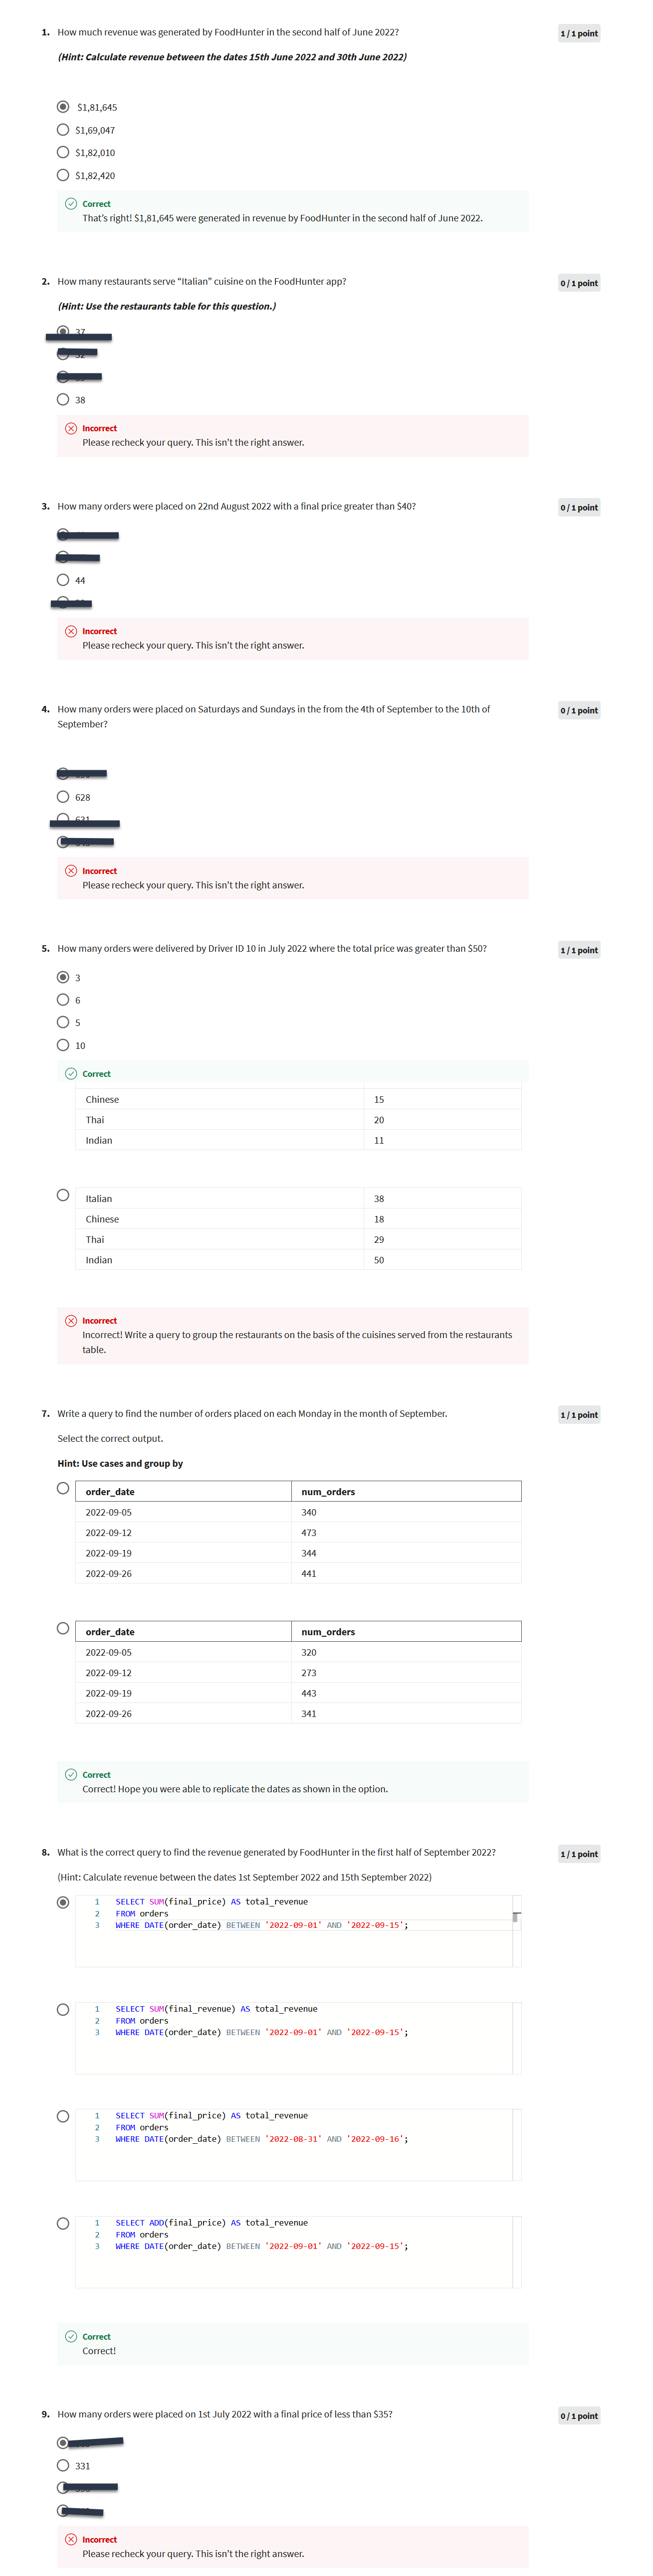 1. How much revenue was generated by FoodHunter in the second half of June 2022?
1 / 1 point
(Hint: Calculate revenue between the dates 15th June 2022 and 30th June 2022)
$1,81,645
$1,69,047
$1,82,010
$1,82,420
Correct
That's right! $1,81,645 were generated in revenue by FoodHunter in the second half of June 2022.
2. How many restaurants serve "Italian" cuisine on the FoodHunter app?
0 / 1 point
(Hint: Use the restaurants table for this question.)
37
38
Incorrect
Please recheck your query. This isn't the right answer.
3. How many orders were placed on 22nd August 2022 with a final price greater than $40?
0 / 1 point
44
Incorrect
Please recheck your query. This isn't the right answer.
4. How many orders were placed on Saturdays and Sundays in the from the 4th of September to the 10th of
September?
0 / 1 point
628
Incorrect
Please recheck your query. This isn't the right answer.
5. How many orders were delivered by Driver ID 10 in July 2022 where the total price was greater than $50?
1 / 1 point
3
6
5
10
Correct
Chinese 15
Thai 20
Indian 11
Italian 38
Chinese 18
Thai 29
Indian 50
Incorrect
Incorrect! Write a query to group the restaurants on the basis of the cuisines served from the restaurants
table.
7. Write a query to find the number of orders placed on each Monday in the month of September.
1 / 1 point
Select the correct output.
Hint: Use cases and group by
order_date num_orders
2022-09-05 340
2022-09-12 473
2022-09-19 344
2022-09-26 441
order_date num_orders
2022-09-05 320
2022-09-12 273
2022-09-19 443
2022-09-26 341
Correct
Correct! Hope you were able to replicate the dates as shown in the option.
8. What is the correct query to find the revenue generated by FoodHunter in the first half of September 2022?
1 / 1 point
(Hint: Calculate revenue between the dates 1st September 2022 and 15th September 2022)
1 SELECT SUM(final_price) AS total_revenue
2 FROM orders
3 WHERE DATE(order_date) BETWEEN '2022-09-01' AND '2022-09-15';
1 SELECT SUM(final_revenue) AS total_revenue
2 FROM orders
3 WHERE DATE(order_date) BETWEEN '2022-09-01' AND '2022-09-15';
1 SELECT SUM(final_price) AS total_revenue
2 FROM orders
3 WHERE DATE(order_date) BETWEEN '2022-08-31' AND '2022-09-16';
1 SELECT ADD(final_price) AS total_revenue
2 FROM orders
3 WHERE DATE(order_date) BETWEEN '2022-09-01' AND '2022-09-15';
Correct
Correct!
9. How many orders were placed on 1st July 2022 with a final price of less than $35?
0 / 1 point
331
Incorrect
Please recheck your query. This isn't the right answer.